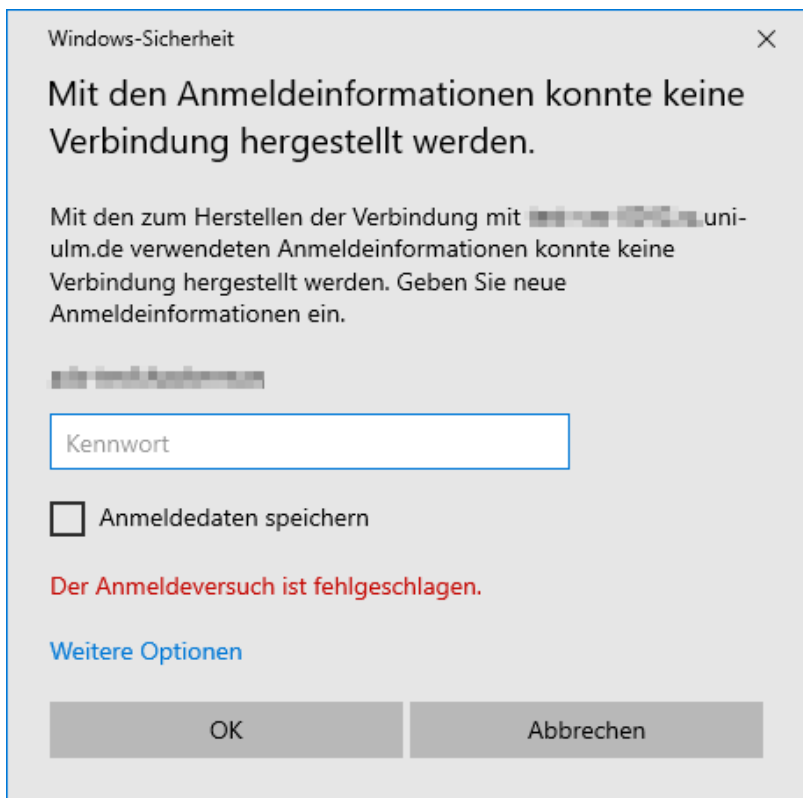 Windows-Sicherheit
Mit den Anmeldeinformationen konnte keine
Verbindung hergestellt werden.
Mit den zum Herstellen der Verbindung mit uni-
ulm.de verwendeten Anmeldeinformationen konnte keine
Verbindung hergestellt werden. Geben Sie neue
Anmeldeinformationen ein.
Kennwort
Anmeldedaten speichern
Der Anmeldeversuch ist fehlgeschlagen.
Weitere Optionen
OK
Abbrechen